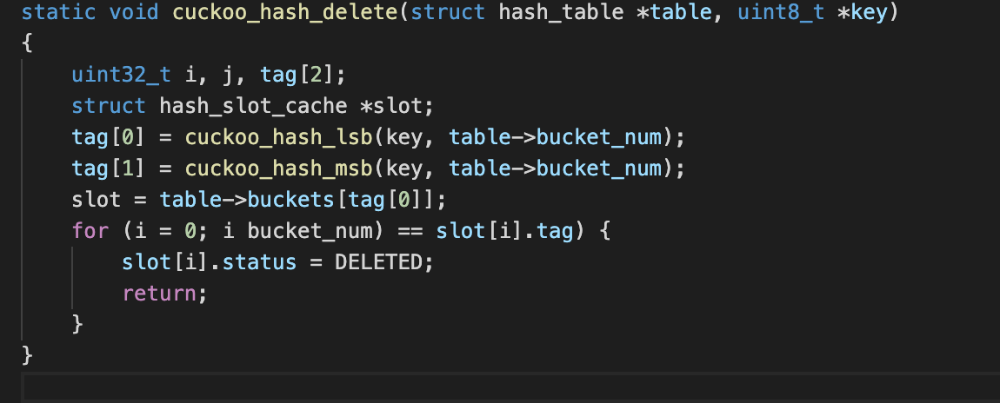 static void cuckoo_hash_delete(struct hash_table *table, uint8_t *key)
{
    uint32_t i, j, tag[2];
    struct hash_slot_cache *slot;
    tag[0] = cuckoo_hash_lsb(key, table->bucket_num);
    tag[1] = cuckoo_hash_msb(key, table->bucket_num);
    slot = table->buckets[tag[0]];
    for (i = 0; i bucket_num) == slot[i].tag) {
        slot[i].status = DELETED;
        return;
    }
}